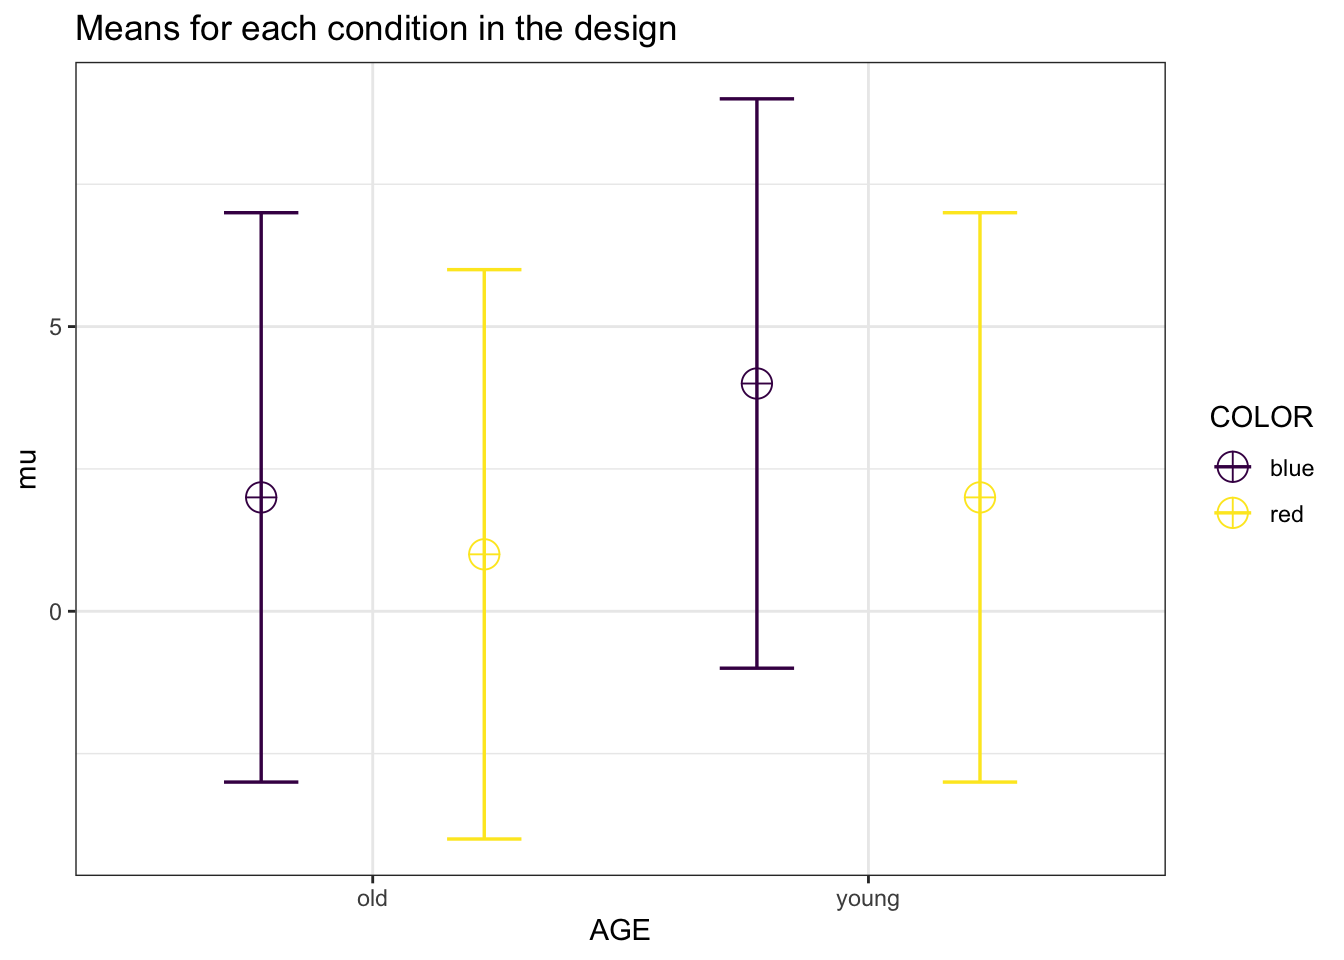 Means for each condition in the design
5
0
mu
old
young
AGE
COLOR
blue
red